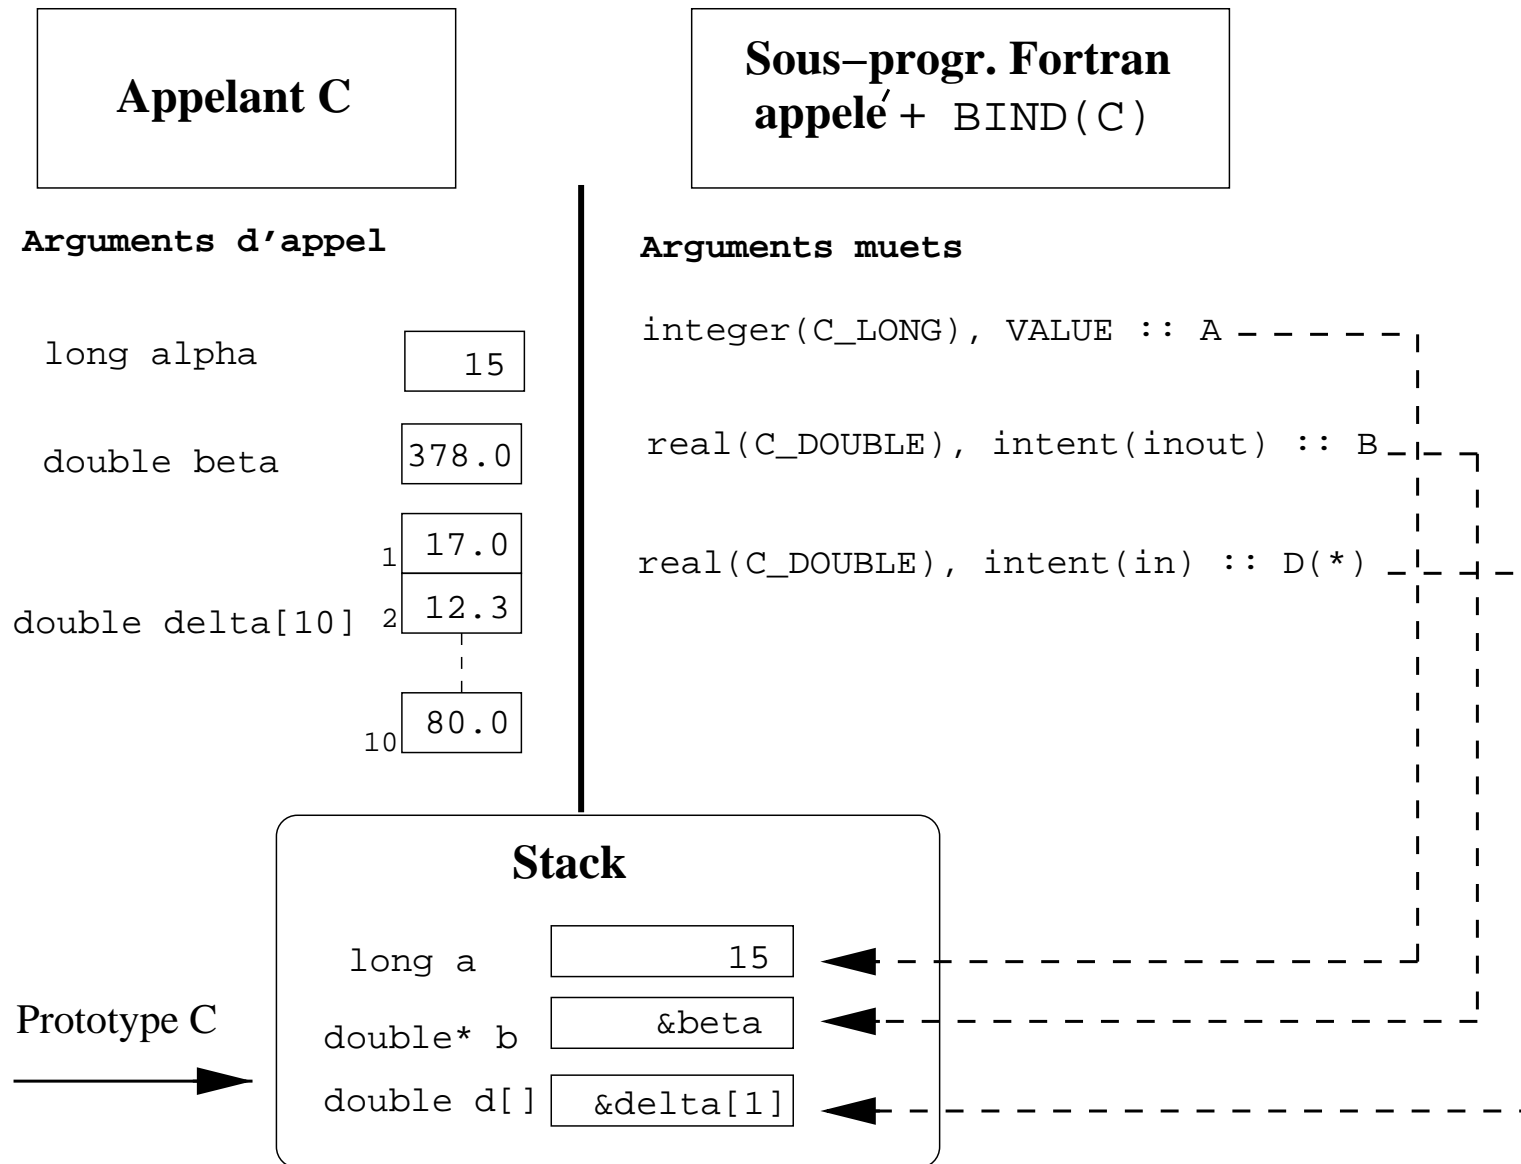 Appelant C
Sous-progr. Fortran
appelé + BIND(C)
Arguments d'appel
Arguments muets
long alpha
15
integer(C_LONG), VALUE :: A
double beta
378.0
real(C_DOUBLE), intent(inout) :: B
double delta[10]
1
17.0
2
12.3
10
80.0
real(C_DOUBLE), intent(in) :: D(*)
Stack
long a
15
Prototype C
double* b
&beta
double d[]
&delta[1]